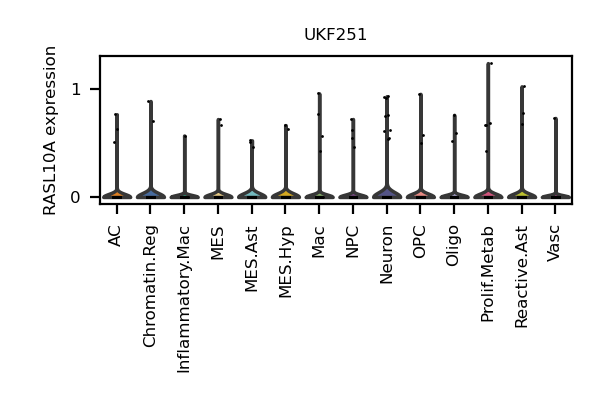 UKF251
RASL10A expression
1
0
AC
Chromatin.Reg
Inflammatory.Mac
MES
MES.Ast
MES.Hyp
Mac
NPC
Neuron
OPC
Oligo
Prolif.Metab
Reactive.Ast
Vasc